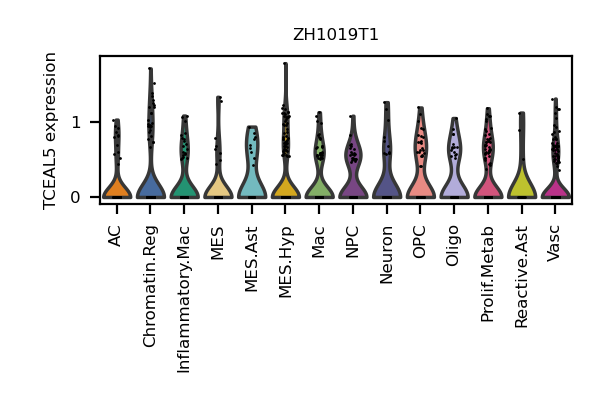 ZH1019T1
TCEAL5 expression
1
0
AC
Chromatin.Reg
Inflammatory.Mac
MES
MES.Ast
MES.Hyp
Mac
NPC
Neuron
OPC
Oligo
Prolif.Metab
Reactive.Ast
Vasc